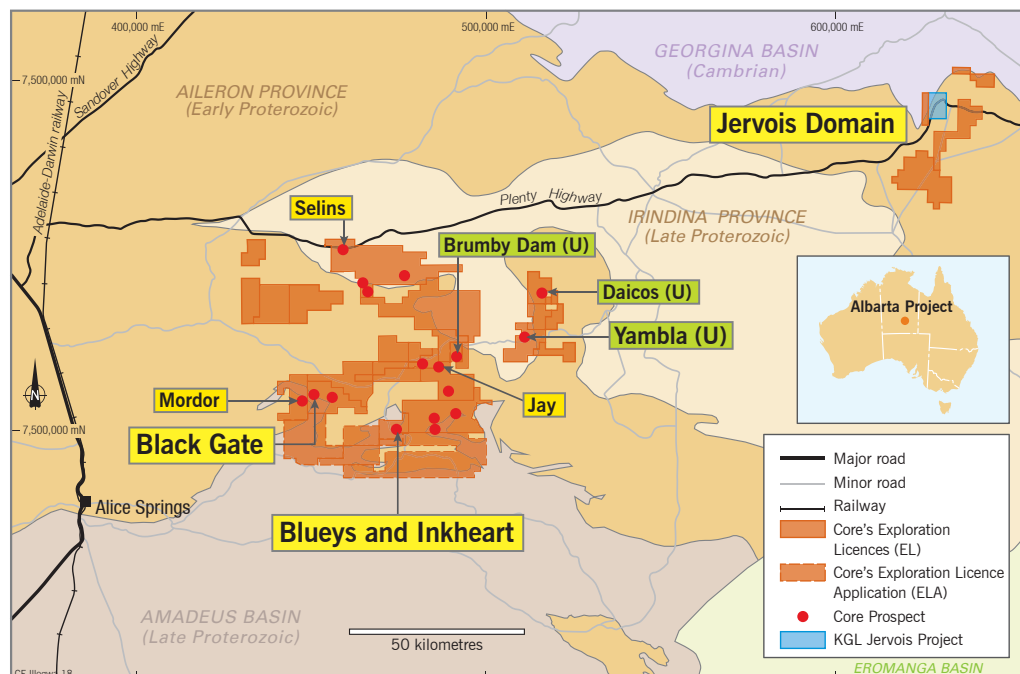 400,000 mE
500,000 mE
600,000 mE
7,500,000 mN
Sandover Highway
Adelaide-Darwin railway
AILERON PROVINCE
(Early Proterozoic)
GEORGINA BASIN
(Cambrian)
Jervois Domain
Plenty Highway
Selins
IRINDINA PROVINCE
(Late Proterozoic)
Brumby Dam (U)
Daicos (U)
Yambla (U)
Albarta Project
N
Mordor
Jay
Black Gate
7,500,000 mN
Alice Springs
Blueys and Inkheart
Major road
Minor road
Railway
Core's Exploration
Licences (EL)
Core's Exploration Licence
Application (ELA)
Core Prospect
KGL Jervois Project
AMADEUS BASIN
(Late Proterozoic)
50 kilometres
EROMANGA BASIN